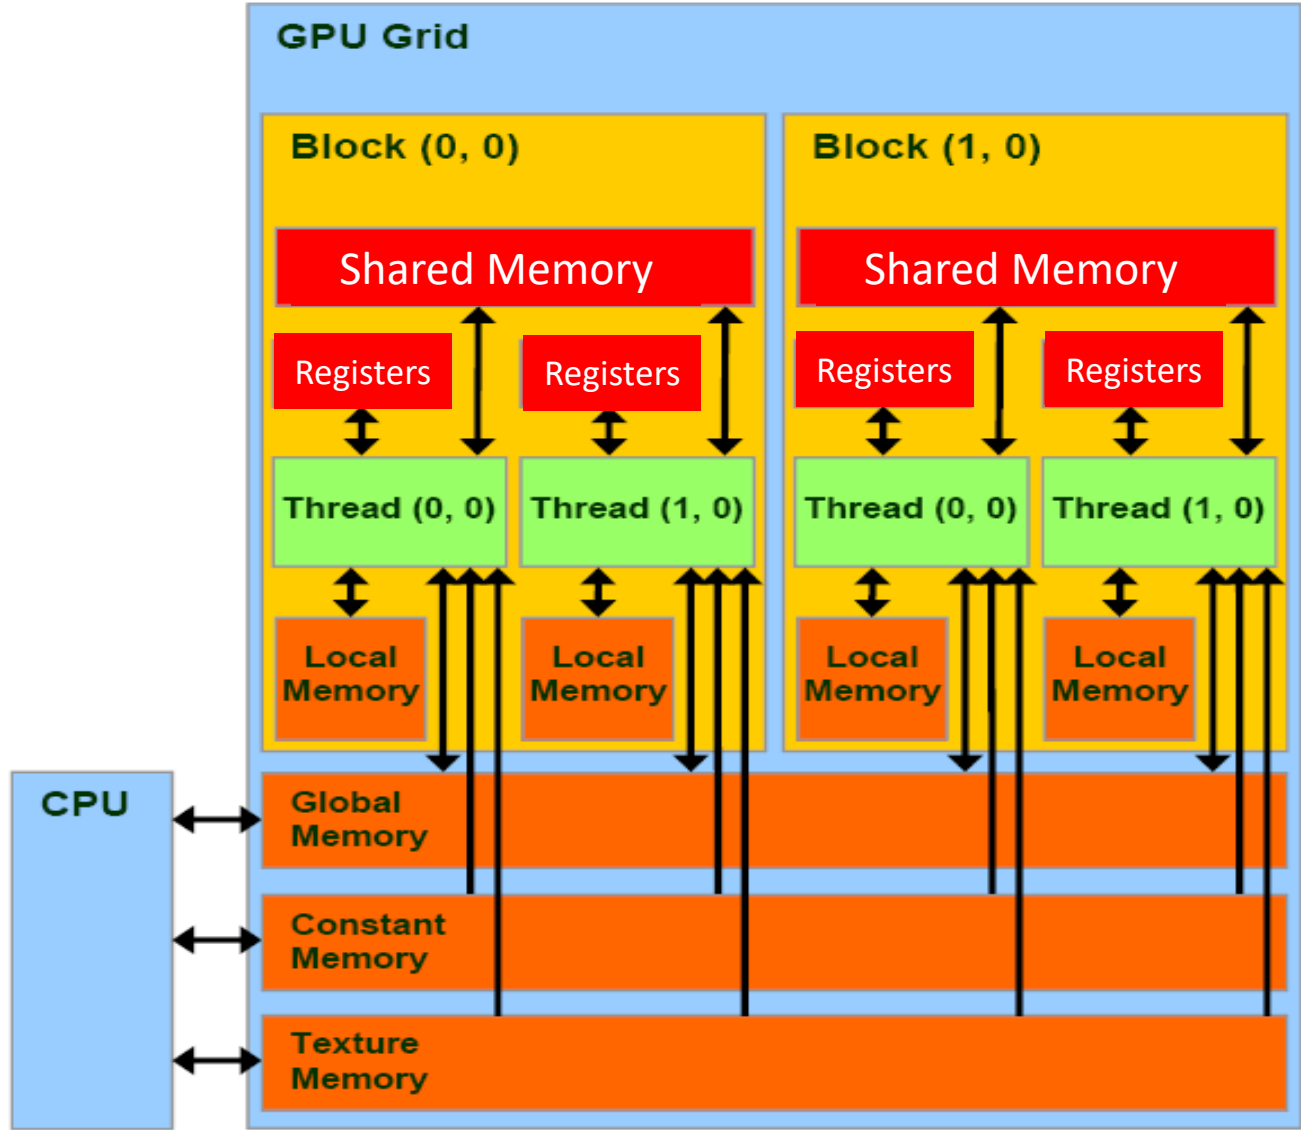 GPU Grid
Block (0, 0)
Shared Memory
Registers
Registers
Thread (0, 0)
Thread (1, 0)
Local
Memory
Local
Memory
Block (1, 0)
Shared Memory
Registers
Registers
Thread (0, 0)
Thread (1, 0)
Local
Memory
Local
Memory
CPU
Global
Memory
Constant
Memory
Texture
Memory